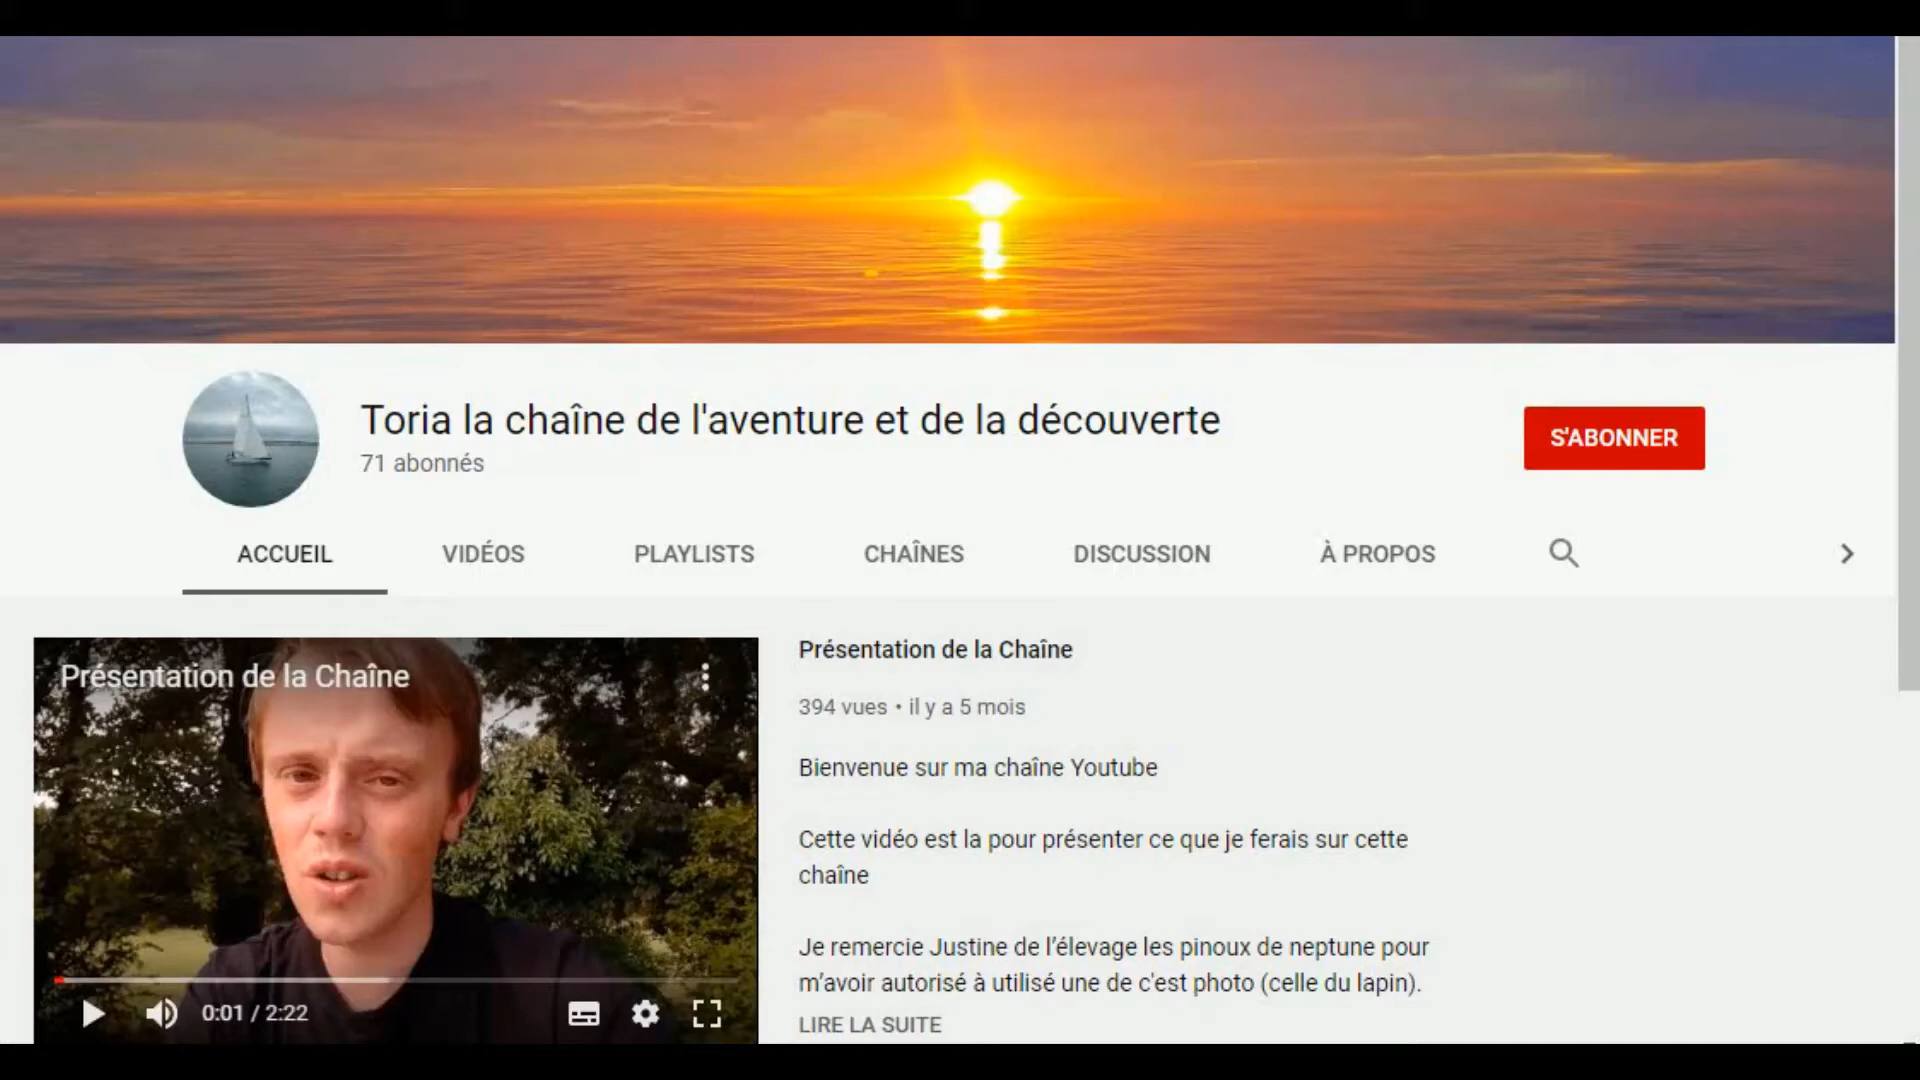 Toria la chaîne de l'aventure et de la découverte
71 abonnés
S'ABONNER
ACCUEIL
VIDÉOS
PLAYLISTS
CHAÎNES
DISCUSSION
À PROPOS
Présentation de la Chaîne
0:01 / 2:22
Présentation de la Chaîne
394 vues • il y a 5 mois
Bienvenue sur ma chaîne Youtube
Cette vidéo est la pour présenter ce que je ferais sur cette
chaîne
Je remercie Justine de l’élevage les pinoux de neptune pour
m’avoir autorisé à utilisé une de c'est photo (celle du lapin).
LIRE LA SUITE